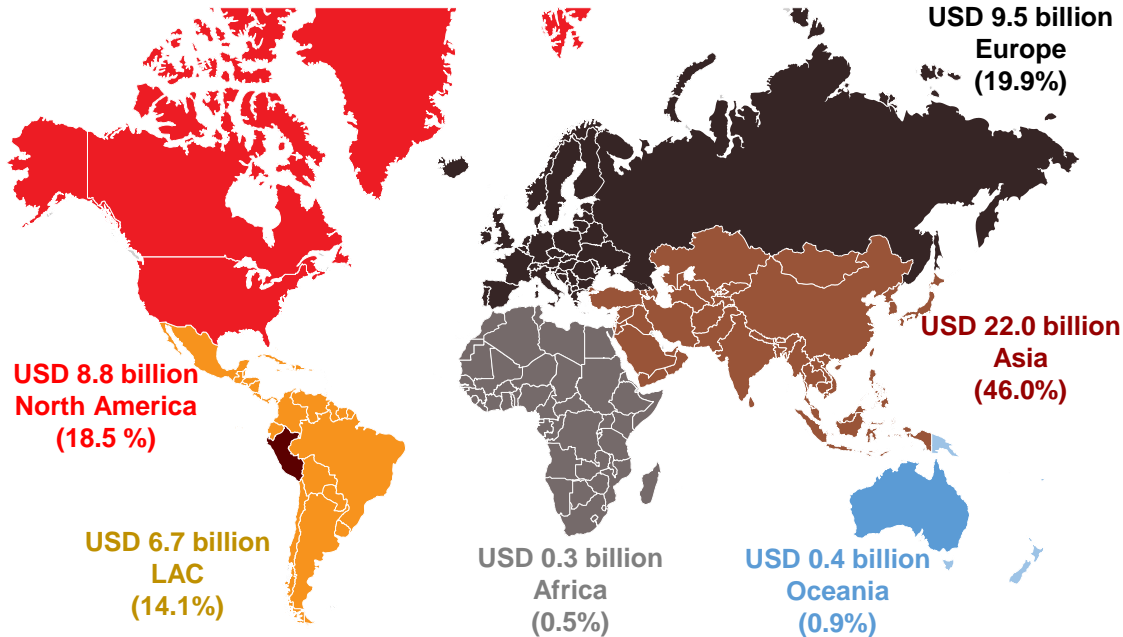 USD 9.5 billion
Europe
(19.9%)
USD 22.0 billion
Asia
(46.0%)
USD 8.8 billion
North America
(18.5 %)
USD 6.7 billion
LAC
(14.1%)
USD 0.3 billion
Africa
(0.5%)
USD 0.4 billion
Oceania
(0.9%)